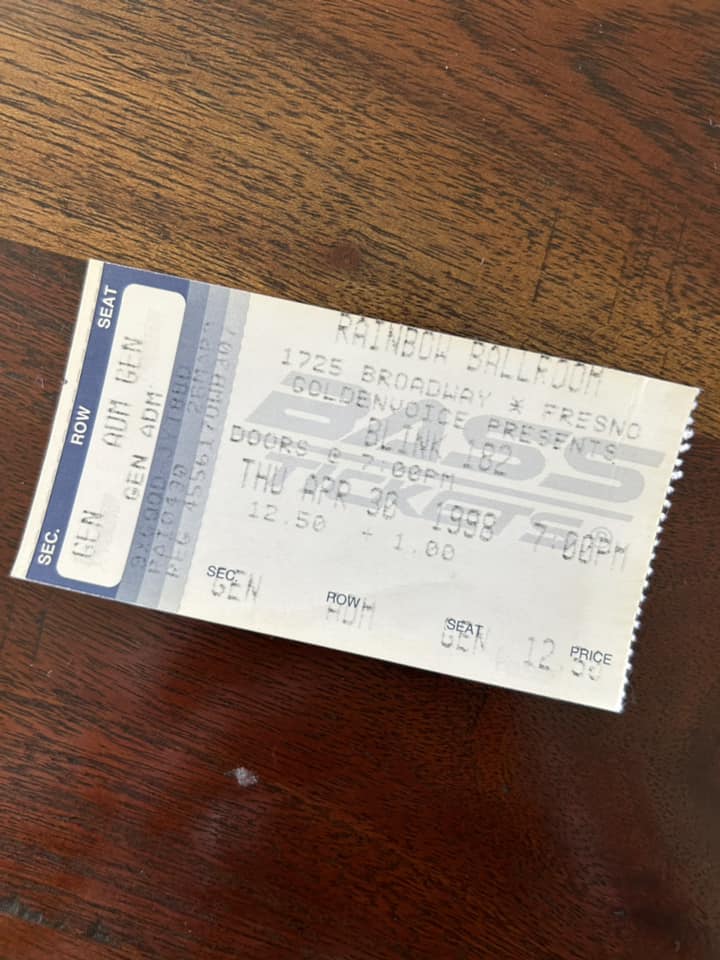 SEC. ROW SEAT
GEN ADM GEN
GEN ADM
RAINBOW BALLROOM
1725 BROADWAY * FRESNO
GOLDENVOICE PRESENTS
BLINK 182
DOORS @ 7:00PM
THU APR 30 1998 7:00PM
12.50 + 1.00
BASS
TICKETS®
SEC. ROW SEAT PRICE
GEN ADM GEN 12.50